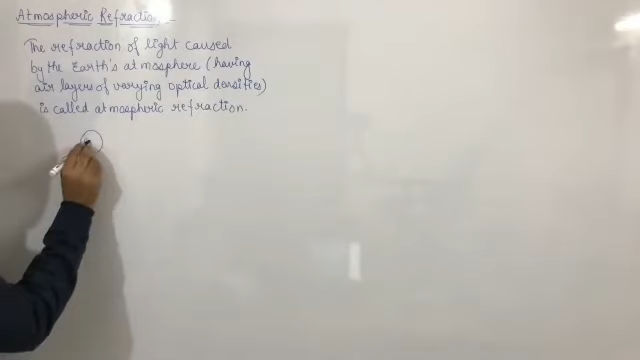 Atmospheric Refraction :-
The refraction of light caused
by the Earth's atmosphere (having
air layers of varying optical densities)
is called atmospheric refraction.